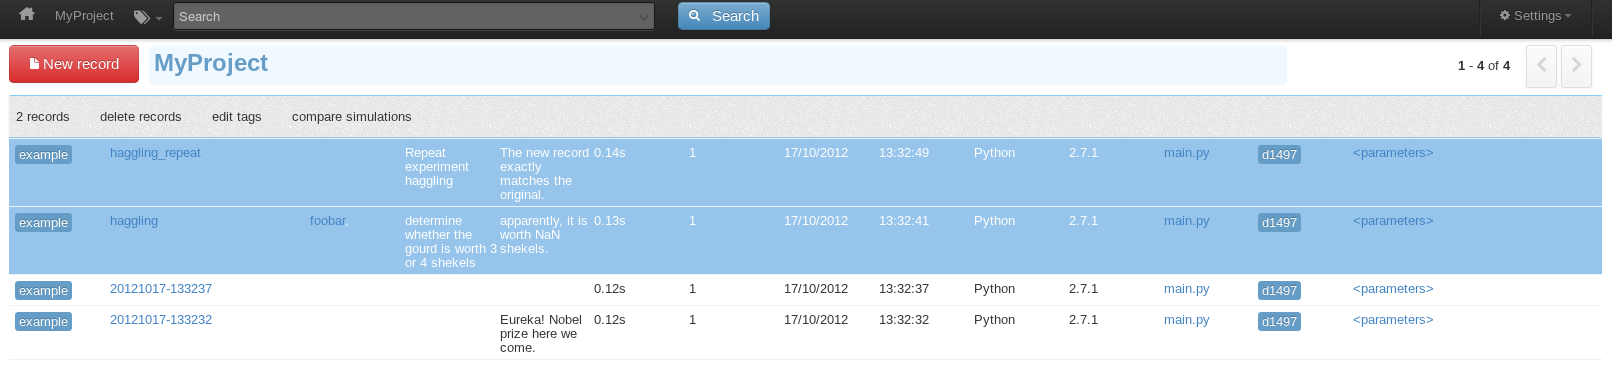 MyProject Search Search Settings
New record MyProject 1 - 4 of 4
2 records delete records edit tags compare simulations
example haggling_repeat Repeat The new record 0.14s 1 17/10/2012 13:32:49 Python 2.7.1 main.py d1497 <parameters>
experiment exactly
haggling matches the
original.
example haggling foobar, determine apparently, it is 0.13s 1 17/10/2012 13:32:41 Python 2.7.1 main.py d1497 <parameters>
whether the worth NaN
gourd is worth 3 shekels.
or 4 shekels
example 20121017-133237 0.12s 1 17/10/2012 13:32:37 Python 2.7.1 main.py d1497 <parameters>
example 20121017-133232 Eureka! Nobel 0.12s 1 17/10/2012 13:32:32 Python 2.7.1 main.py d1497 <parameters>
prize here we
come.